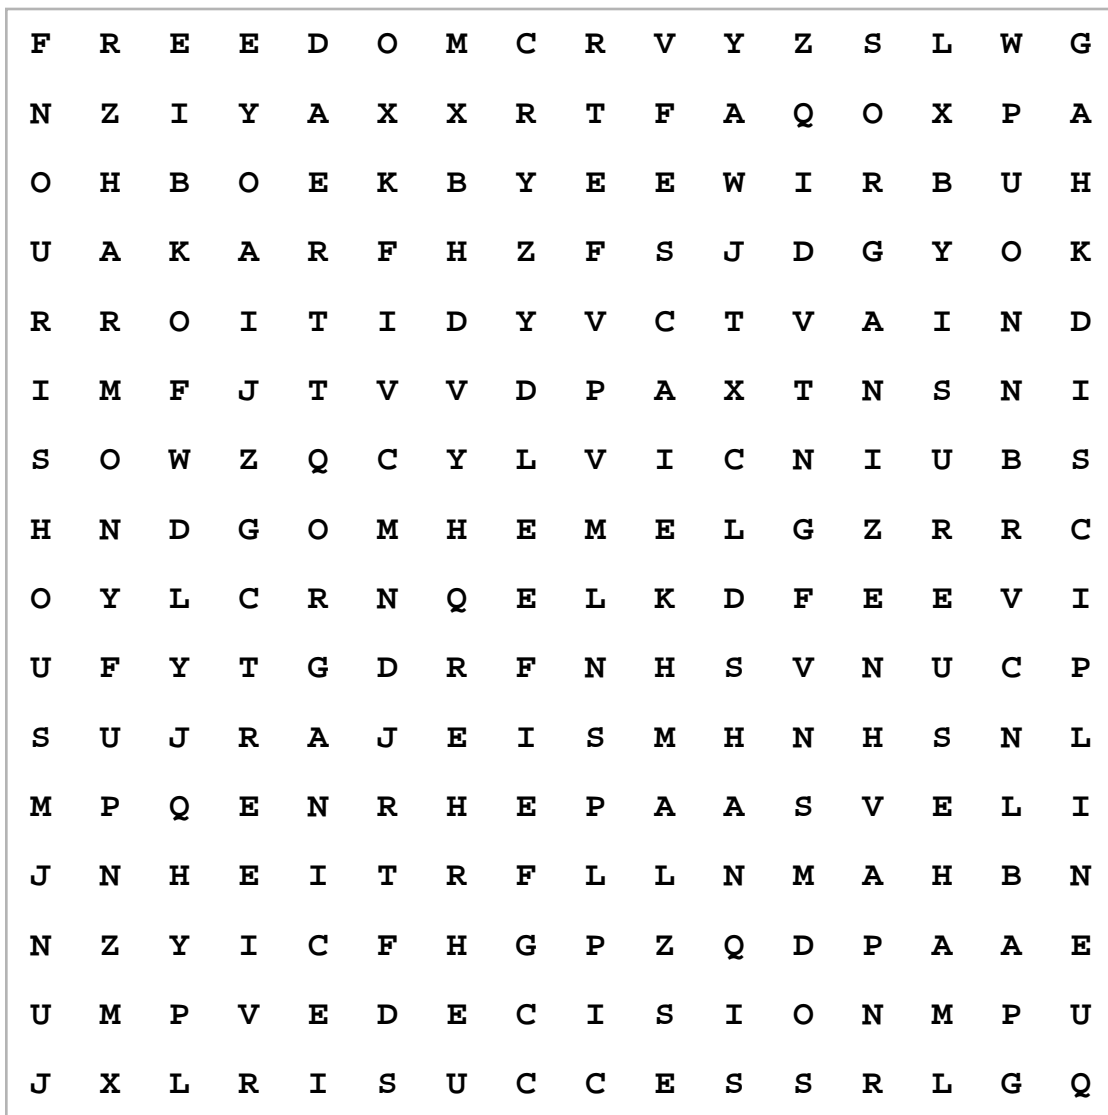 F R E E D O M C R V Y Z S L W G
N Z I Y A X X R T F A Q O X P A
O H B O E K B Y E E W I R B U H
U A K A R F H Z F S J D G Y O K
R R O I T I D Y V C T V A I N D
I M F J T V V D P A X T N S N I
S O W Z Q C Y L V I C N I U B S
H N D G O M H E M E L G Z R R C
O Y L C R N Q E L K D F E E V I
U F Y T G D R F N H S V N U C P
S U J R A J E I S M H N H S N L
M P Q E N R H E P A A S V E L I
J N H E I T R F L L N M A H B N
N Z Y I C F H G P Z Q D P A A E
U M P V E D E C I S I O N M P U
J X L R I S U C C E S S R L G Q